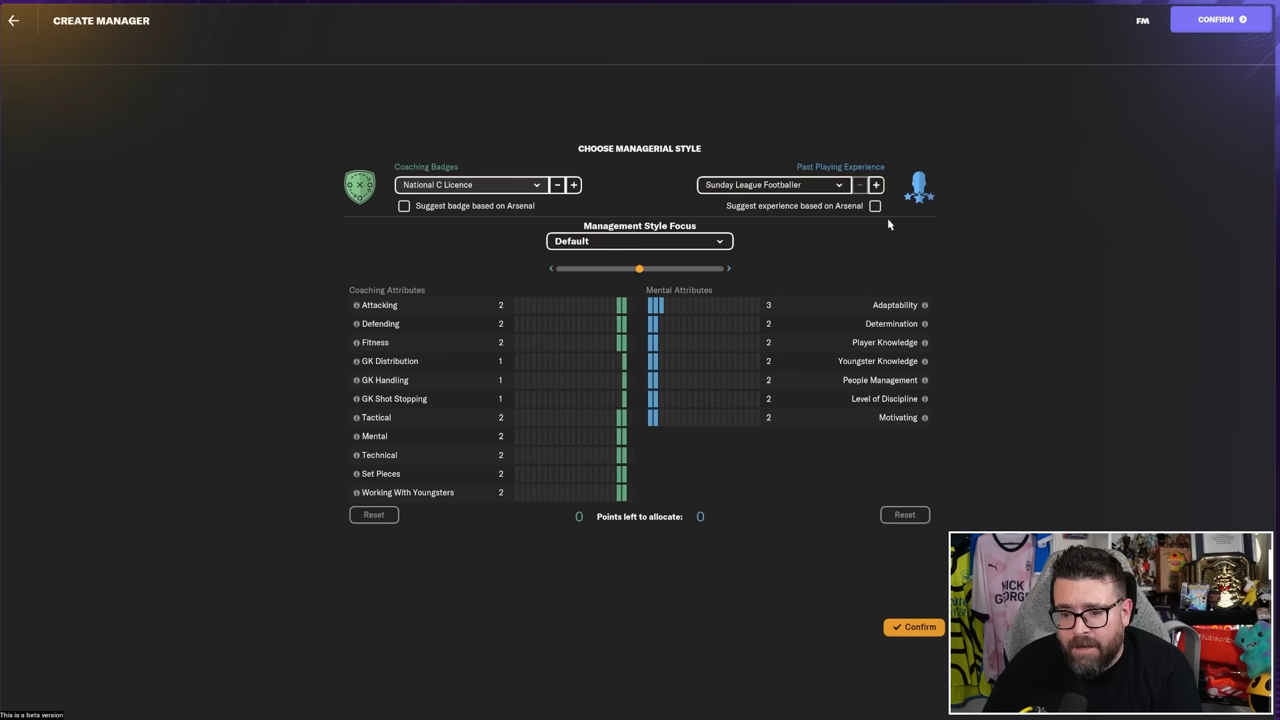 CREATE MANAGER
FM
CONFIRM
CHOOSE MANAGERIAL STYLE
Coaching Badges
Past Playing Experience
National C Licence
Sunday League Footballer
Suggest badge based on Arsenal
Suggest experience based on Arsenal
Management Style Focus
Default
Coaching Attributes
Mental Attributes
Attacking 2
3 Adaptability
Defending 2
2 Determination
Fitness 2
2 Player Knowledge
GK Distribution 1
2 Youngster Knowledge
GK Handling 1
2 People Management
GK Shot Stopping 1
2 Level of Discipline
Tactical 2
2 Motivating
Mental 2
Technical 2
Set Pieces 2
Working With Youngsters 2
Reset
0 Points left to allocate: 0
Reset
Confirm
This is a beta version